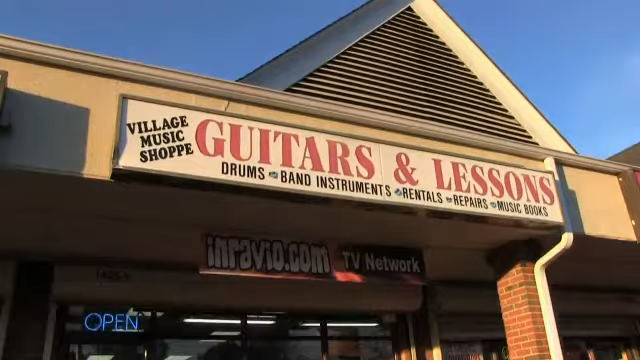 VILLAGE
MUSIC
SHOPPE
GUITARS & LESSONS
DRUMS BAND INSTRUMENTS RENTALS REPAIRS MUSIC BOOKS
inravio.com TV Network
OPEN